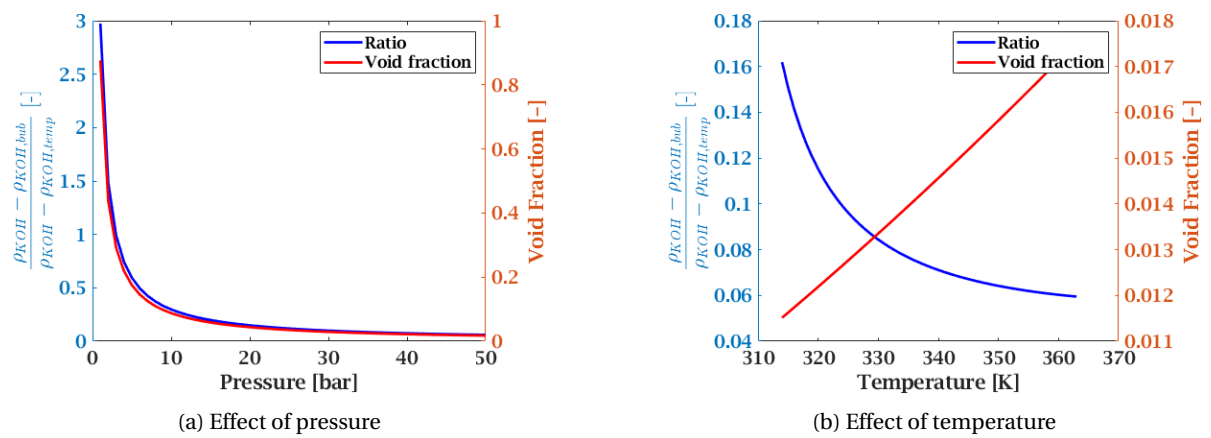 3
2.5
2
1.5
1
0.5
0
1
0.8
0.6
0.4
0.2
0
0 10 20 30 40 50
Ratio
Void fraction
ρKOH − ρKOH,bub
ρKOH − ρKOH,temp
[-]
Void Fraction [-]
Pressure [bar]
(a) Effect of pressure
0.18
0.16
0.14
0.12
0.1
0.08
0.06
0.04
0.018
0.017
0.016
0.015
0.014
0.013
0.012
0.011
310 320 330 340 350 360 370
Ratio
Void fraction
ρKOH − ρKOH,bub
ρKOH − ρKOH,temp
[-]
Void Fraction [-]
Temperature [K]
(b) Effect of temperature